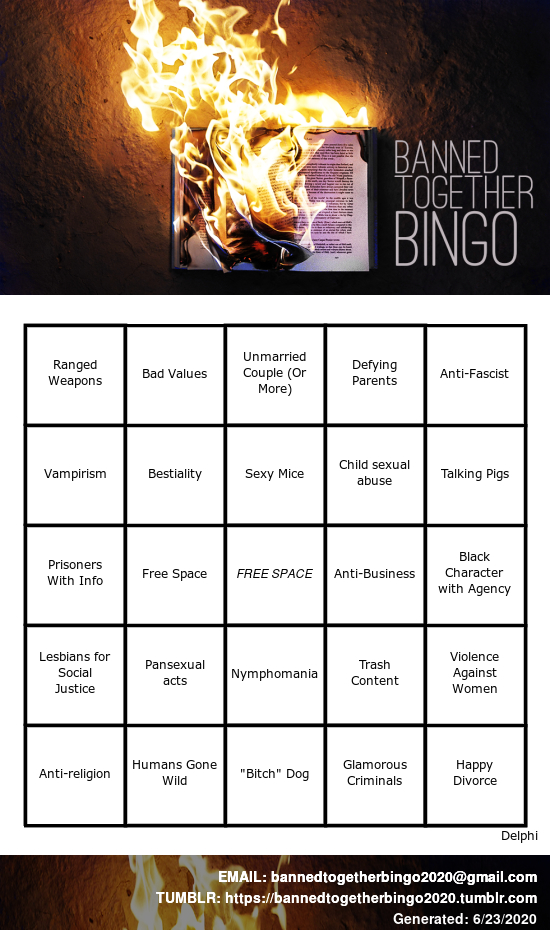 BANNED
TOGETHER
BINGO
Ranged
Weapons
Bad Values
Unmarried
Couple (Or
More)
Defying
Parents
Anti-Fascist
Vampirism
Bestiality
Sexy Mice
Child sexual
abuse
Talking Pigs
Prisoners
With Info
Free Space
FREE SPACE
Anti-Business
Black
Character
with Agency
Lesbians for
Social
Justice
Pansexual
acts
Nymphomania
Trash
Content
Violence
Against
Women
Anti-religion
Humans Gone
Wild
"Bitch" Dog
Glamorous
Criminals
Happy
Divorce
Delphi
EMAIL: bannedtogetherbingo2020@gmail.com
TUMBLR: https://bannedtogetherbingo2020.tumblr.com
Generated: 6/23/2020